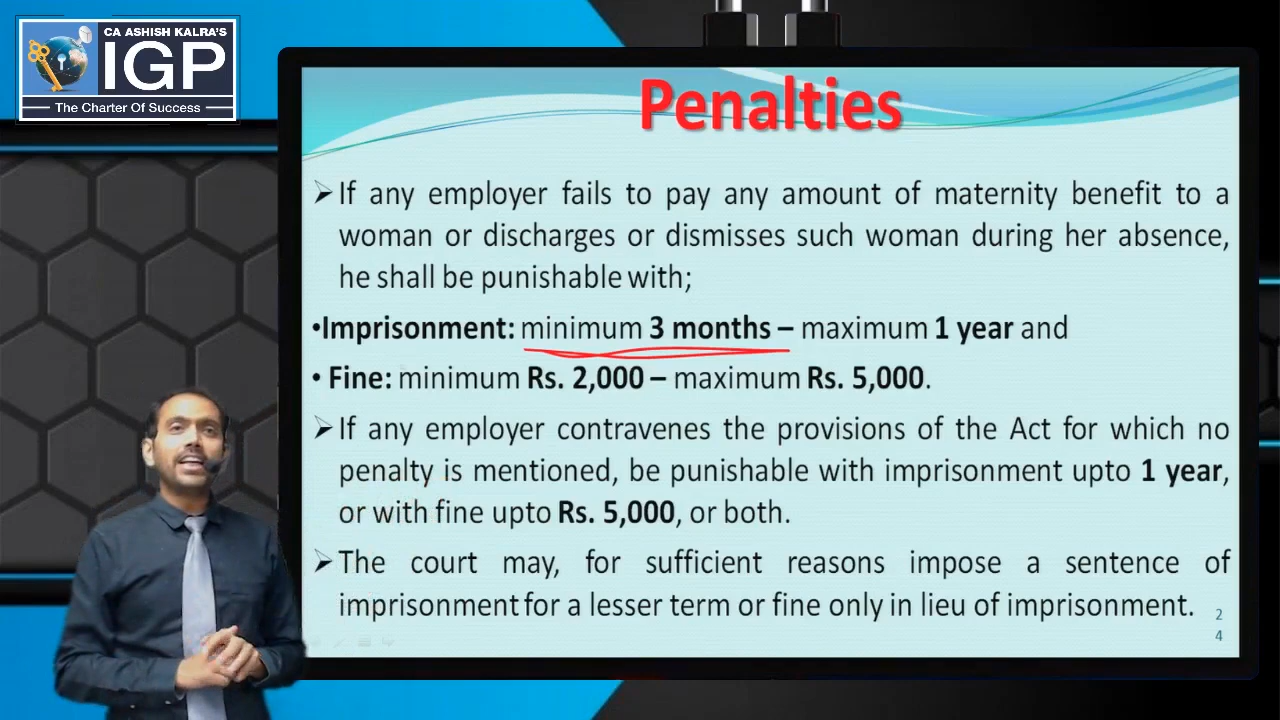 CA ASHISH KALRA'S
IGP
The Charter Of Success
Penalties
➢If any employer fails to pay any amount of maternity benefit to a
woman or discharges or dismisses such woman during her absence,
he shall be punishable with;
•Imprisonment: minimum 3 months – maximum 1 year and
• Fine: minimum Rs. 2,000 – maximum Rs. 5,000.
➢If any employer contravenes the provisions of the Act for which no
penalty is mentioned, be punishable with imprisonment upto 1 year,
or with fine upto Rs. 5,000, or both.
➢The court may, for sufficient reasons impose a sentence of
imprisonment for a lesser term or fine only in lieu of imprisonment.
2
4